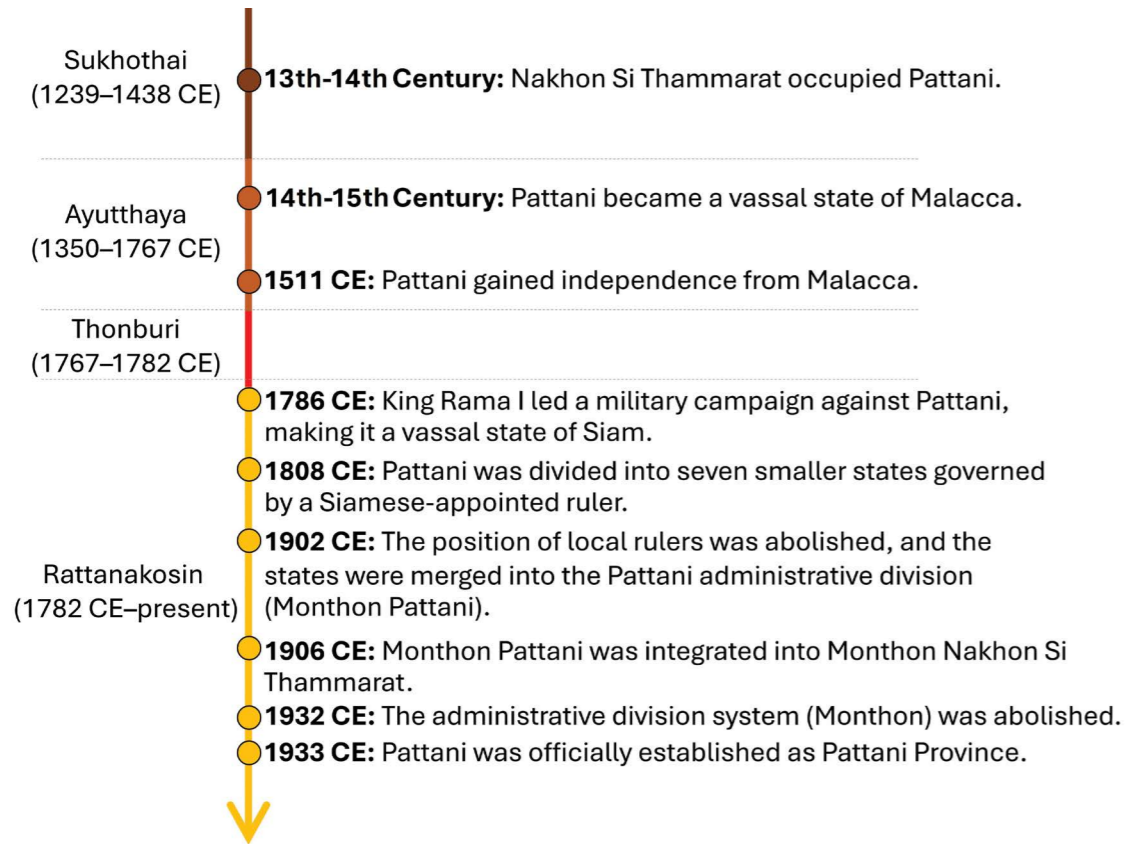 Sukhothai
(1239–1438 CE)
13th-14th Century: Nakhon Si Thammarat occupied Pattani.
Ayutthaya
(1350–1767 CE)
14th-15th Century: Pattani became a vassal state of Malacca.
1511 CE: Pattani gained independence from Malacca.
Thonburi
(1767–1782 CE)
Rattanakosin
(1782 CE–present)
1786 CE: King Rama I led a military campaign against Pattani,
making it a vassal state of Siam.
1808 CE: Pattani was divided into seven smaller states governed
by a Siamese-appointed ruler.
1902 CE: The position of local rulers was abolished, and the
states were merged into the Pattani administrative division
(Monthon Pattani).
1906 CE: Monthon Pattani was integrated into Monthon Nakhon Si
Thammarat.
1932 CE: The administrative division system (Monthon) was abolished.
1933 CE: Pattani was officially established as Pattani Province.